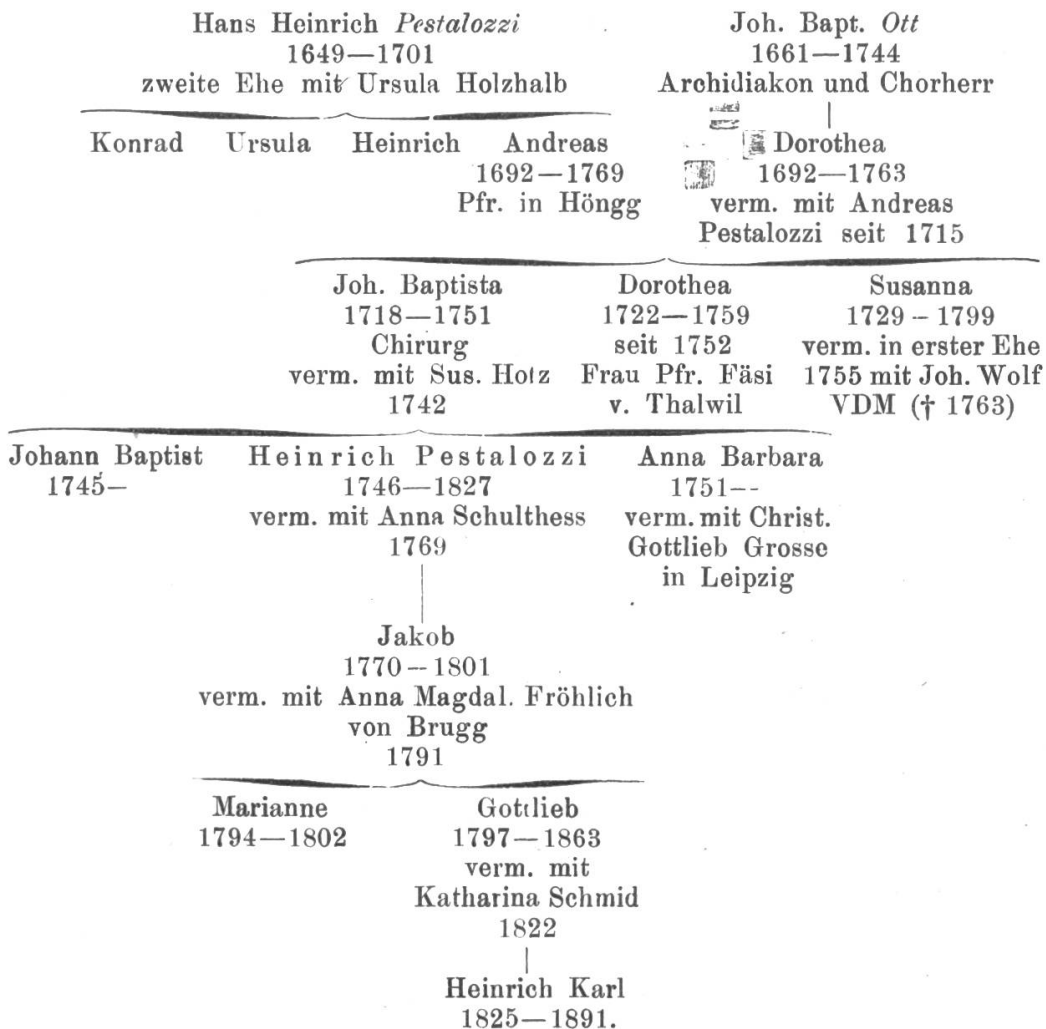 Hans Heinrich Pestalozzi
1649—1701
zweite Ehe mit Ursula Holzhalb
Joh. Bapt. Ott
1661—1744
Archidiakon und Chorherr
Konrad Ursula Heinrich Andreas
1692—1769
Pfr. in Höngg
Dorothea
1692—1763
verm. mit Andreas
Pestalozzi seit 1715
Joh. Baptista
1718—1751
Chirurg
verm. mit Sus. Hotz
1742
Dorothea
1722—1759
seit 1752
Frau Pfr. Fäsi
v. Thalwil
Susanna
1729–1799
verm. in erster Ehe
1755 mit Joh. Wolf
VDM († 1763)
Johann Baptist
1745–
Heinrich Pestalozzi
1746—1827
verm. mit Anna Schulthess
1769
Anna Barbara
1751--
verm. mit Christ.
Gottlieb Grosse
in Leipzig
Jakob
1770–1801
verm. mit Anna Magdal. Fröhlich
von Brugg
1791
Marianne
1794—1802
Gottlieb
1797—1863
verm. mit
Katharina Schmid
1822
Heinrich Karl
1825—1891.